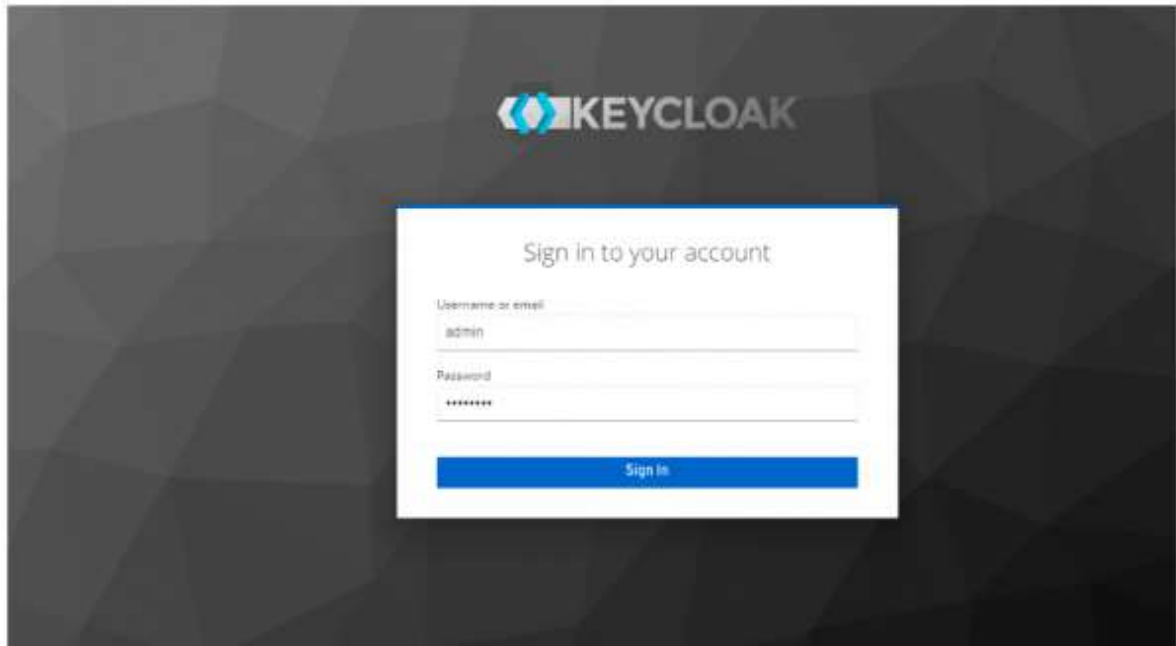 KEYCLOAK
Sign in to your account
Username or email
admin
Password
••••••••
Sign In